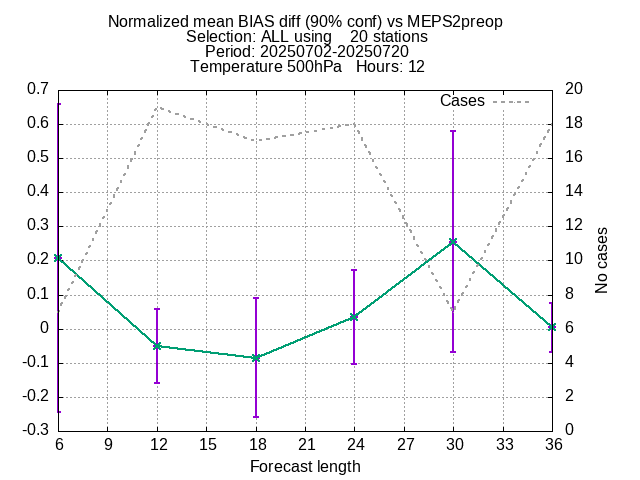 Normalized mean BIAS diff (90% conf) vs MEPS2preop
Selection: ALL using    20 stations
Period: 20250702-20250720
Temperature 500hPa   Hours: 12
Cases
0.7
0.6
0.5
0.4
0.3
0.2
0.1
0
-0.1
-0.2
-0.3
20
18
16
14
12
10
8
6
4
2
0
No cases
6 9 12 15 18 21 24 27 30 33 36
Forecast length